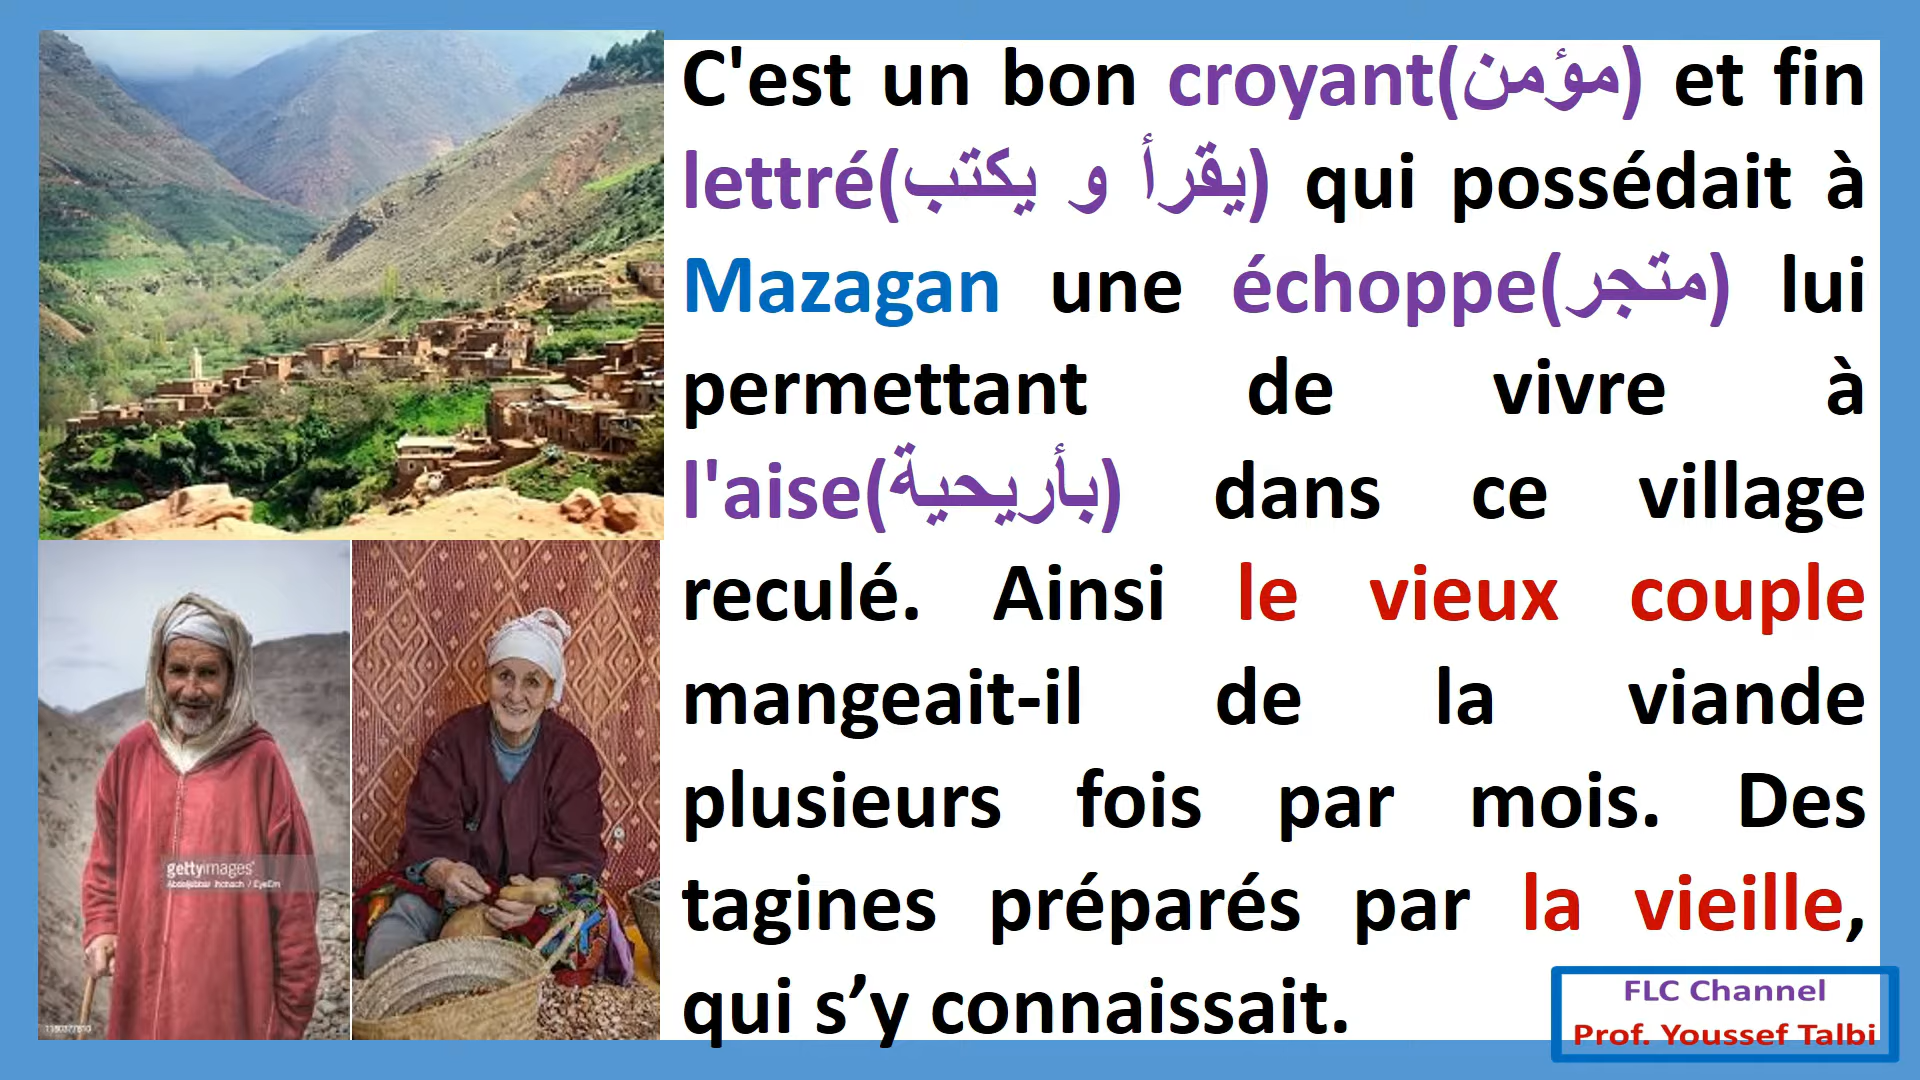 C'est un bon croyant(مؤمن) et fin
lettré(يقرأ و يكتب) qui possédait à
Mazagan une échoppe(متجر) lui
permettant de vivre à
l'aise(بأريحية) dans ce village
reculé. Ainsi le vieux couple
mangeait-il de la viande
plusieurs fois par mois. Des
tagines préparés par la vieille,
qui s’y connaissait.
gettyimages
FLC Channel
Prof. Youssef Talbi